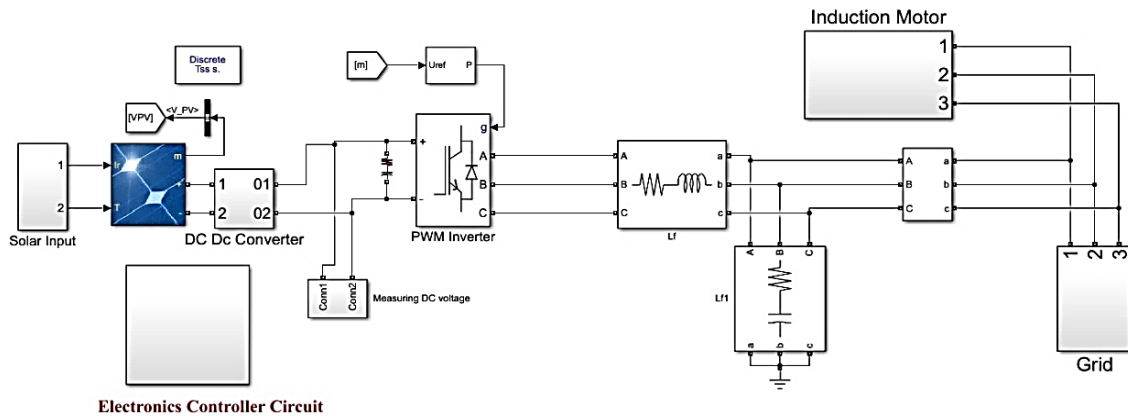 Induction Motor
1
2
3
Discrete
Tss s.
[m]
Uref P
[VPV]
<V_PV>
g
1
2
Solar Input
Ir
T
m
+
-
1 01
2 02
DC Dc Converter
+
-
A
B
C
PWM Inverter
A a
B b
C c
Lf
A a
B b
C c
Conn1
Conn2
Measuring DC voltage
A B C
Lf1
a b c
1 2 3
Grid
Electronics Controller Circuit